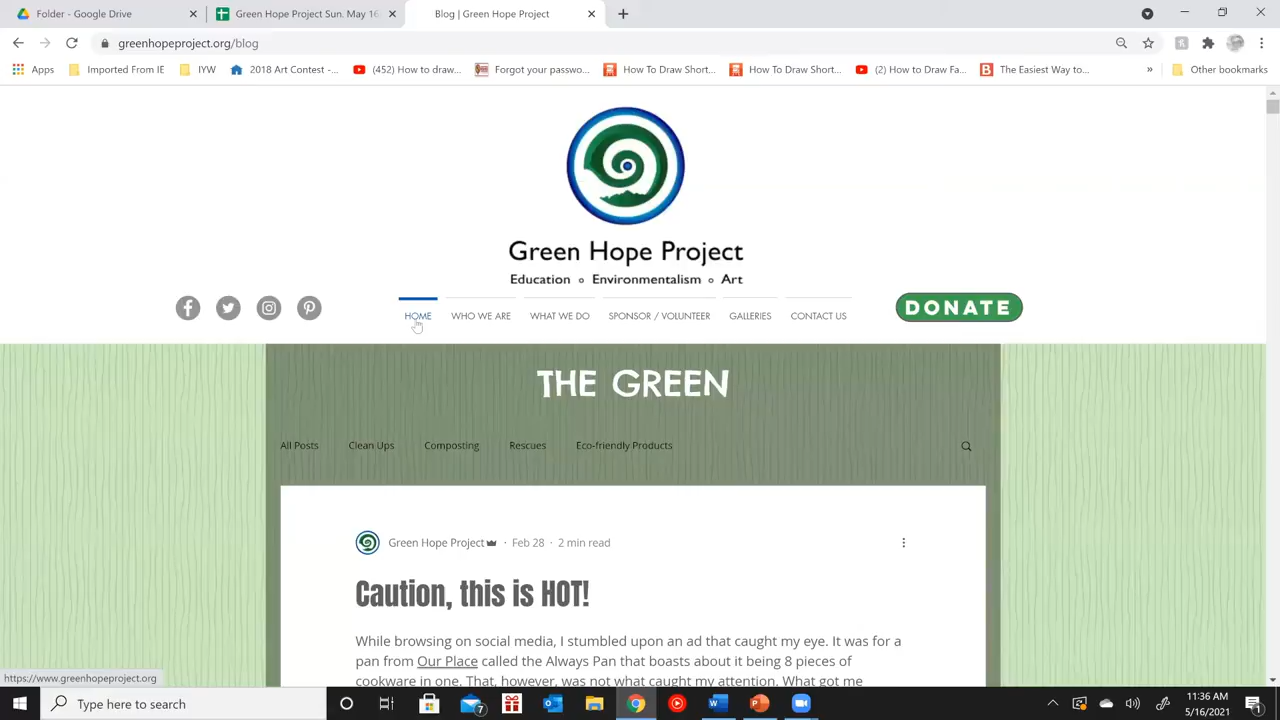 Folder - Google Drive
Green Hope Project Sun. May 16
Blog | Green Hope Project
greenhopeproject.org/blog
Apps
Imported From IE
IYW
2018 Art Contest -...
(452) How to draw...
Forgot your passwo...
How To Draw Short...
How To Draw Short...
(2) How to Draw Fa...
The Easiest Way to...
»
Other bookmarks
Green Hope Project
Education o Environmentalism o Art
HOME
WHO WE ARE
WHAT WE DO
SPONSOR / VOLUNTEER
GALLERIES
CONTACT US
DONATE
THE GREEN
All Posts
Clean Ups
Composting
Rescues
Eco-friendly Products
Green Hope Project · Feb 28 · 2 min read
Caution, this is HOT!
While browsing on social media, I stumbled upon an ad that caught my eye. It was for a
pan from Our Place called the Always Pan that boasts about it being 8 pieces of
cookware in one. That, however, was not what caught my attention. What got me
https://www.greenhopeproject.org
Type here to search
7
11:36 AM
5/16/2021
1